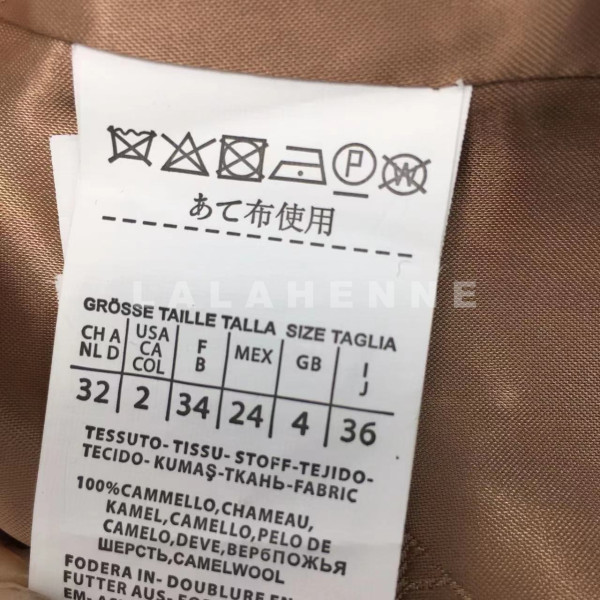 P W
あて布使用
LALAHENNE
GRÖSSE TAILLE TALLA SIZE TAGLIA
CH A NL D USA CA COL F B MEX GB I J
32 2 34 24 4 36
TESSUTO-TISSU-STOFF-TEJIDO-
TECIDO-KUMAŞ-ТКАНЬ-FABRIC
100%CAMMELLO,CHAMEAU,
KAMEL,CAMELLO,PELO DE
CAMELO,DEVE,ВЕРБПОЖЬЯ
ШЕРСТЬ,CAMELWOOL
FODERA IN-DOUBLURE EN
FUTTER AUS-